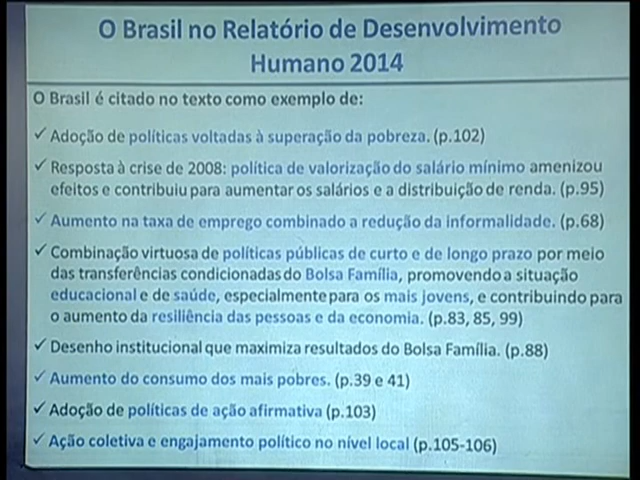 O Brasil no Relatório de Desenvolvimento
Humano 2014
O Brasil é citado no texto como exemplo de:
✓ Adoção de políticas voltadas à superação da pobreza. (p.102)
✓ Resposta à crise de 2008: política de valorização do salário mínimo amenizou
efeitos e contribuiu para aumentar os salários e a distribuição de renda. (p.95)
✓ Aumento na taxa de emprego combinado a redução da informalidade. (p.68)
✓ Combinação virtuosa de políticas públicas de curto e de longo prazo por meio
das transferências condicionadas do Bolsa Família, promovendo a situação
educacional e de saúde, especialmente para os mais jovens, e contribuindo para
o aumento da resiliência das pessoas e da economia. (p.83, 85, 99)
✓ Desenho institucional que maximiza resultados do Bolsa Família. (p.88)
✓ Aumento do consumo dos mais pobres. (p.39 e 41)
✓ Adoção de políticas de ação afirmativa (p.103)
✓ Ação coletiva e engajamento político no nível local (p.105-106)